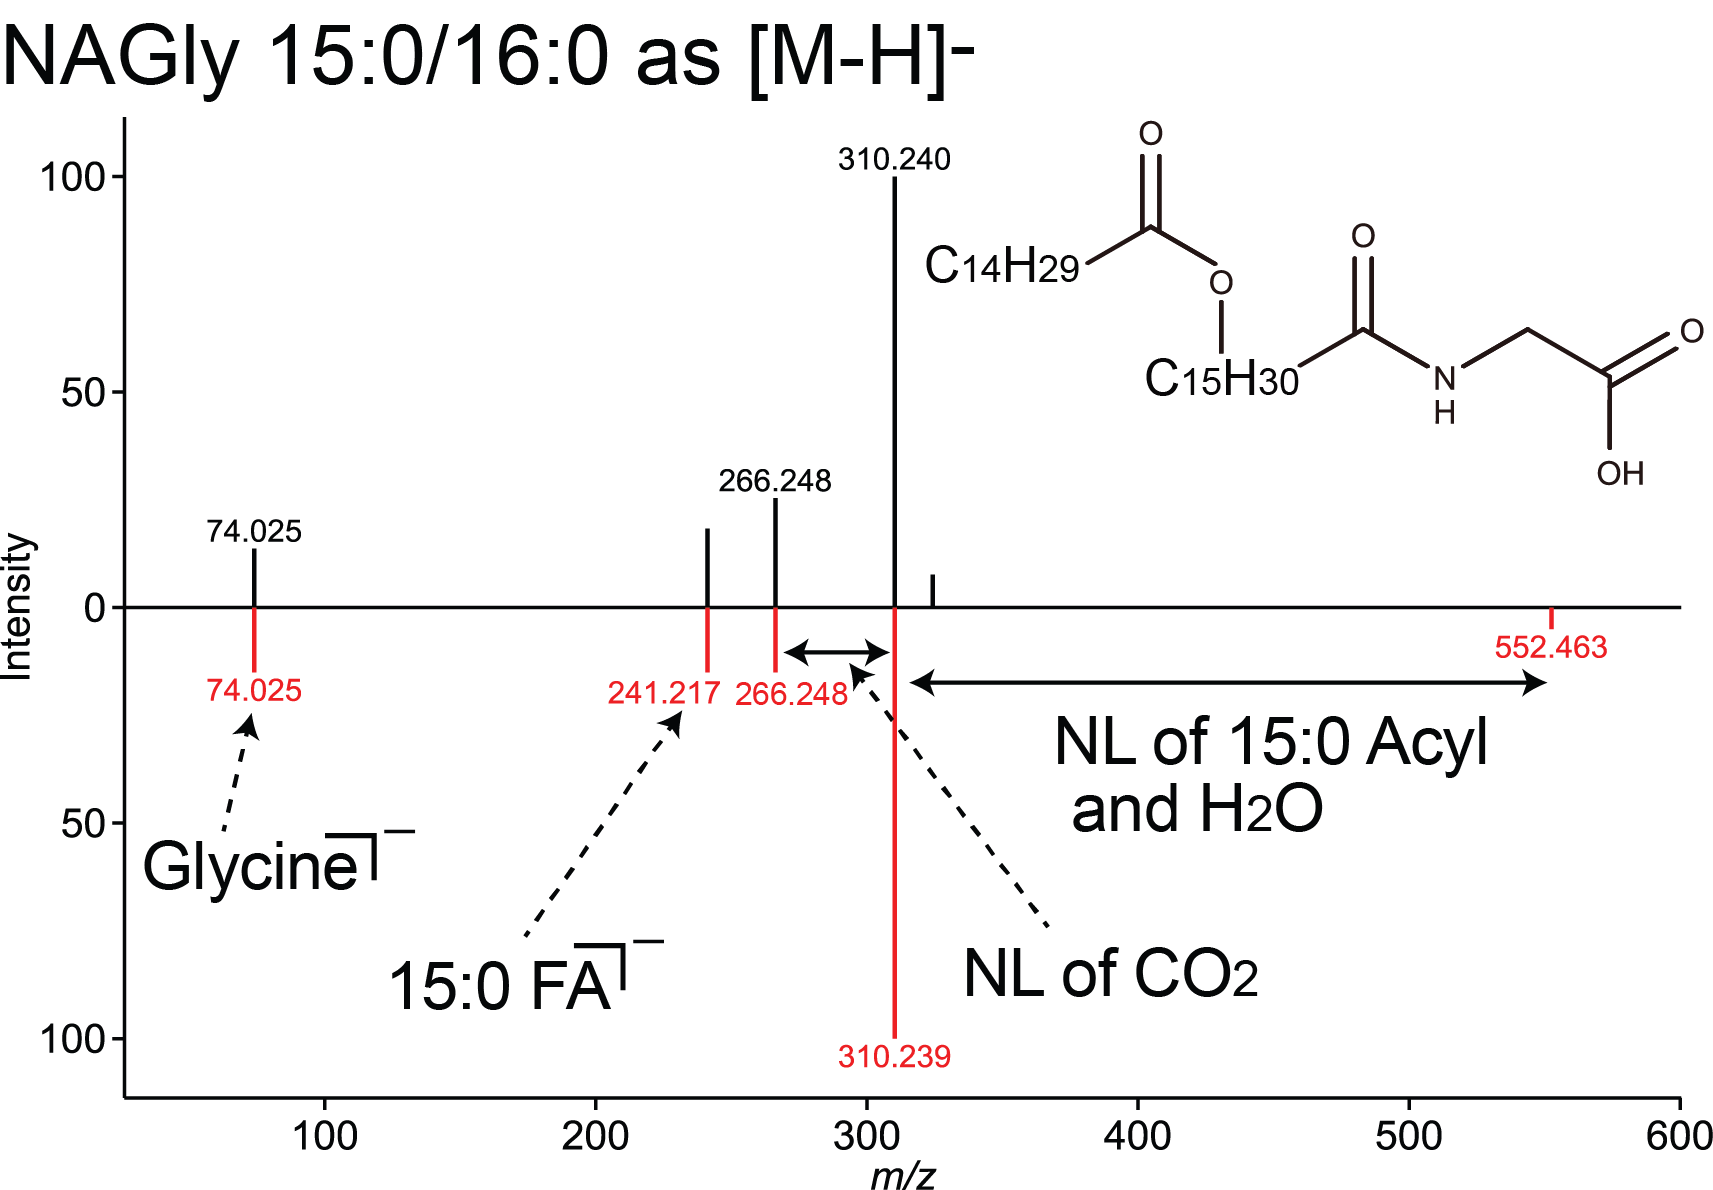 NAGly 15:0/16:0 as [M-H]-
Intensity
100
50
0
50
100
310.240
266.248
74.025
O
C14H29
O
O
C15H30
N
H
O
OH
74.025
241.217
266.248
552.463
NL of 15:0 Acyl
and H2O
Glycine
15:0 FA
NL of CO2
310.239
100
200
300
400
500
600
m/z